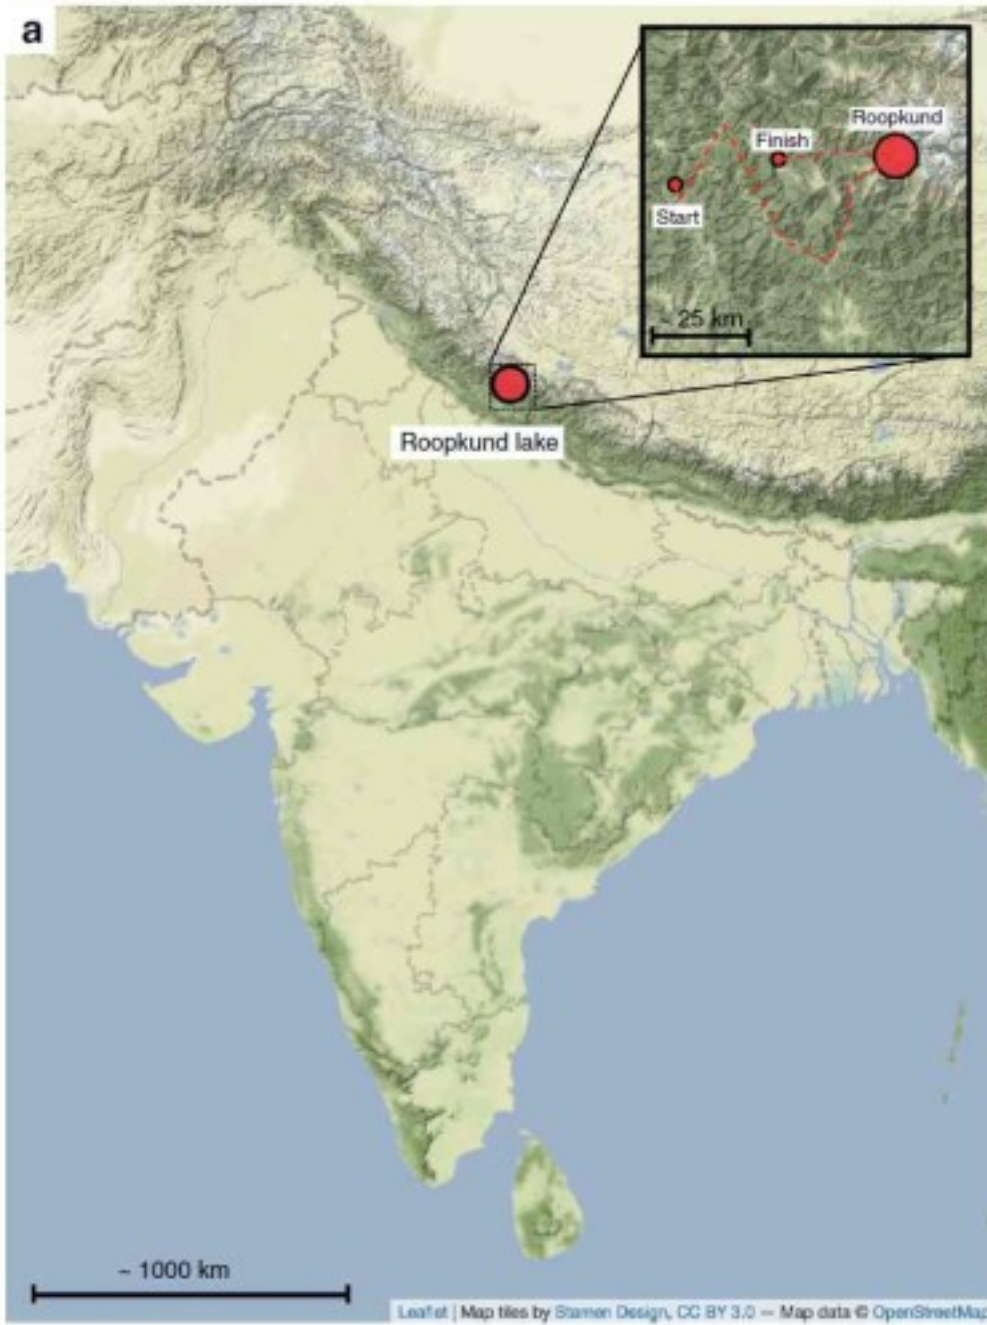 a
Roopkund
Finish
Start
~ 25 km
Roopkund lake
~ 1000 km
Leaflet | Map tiles by Stamen Design, CC BY 3.0 — Map data © OpenStreetMap